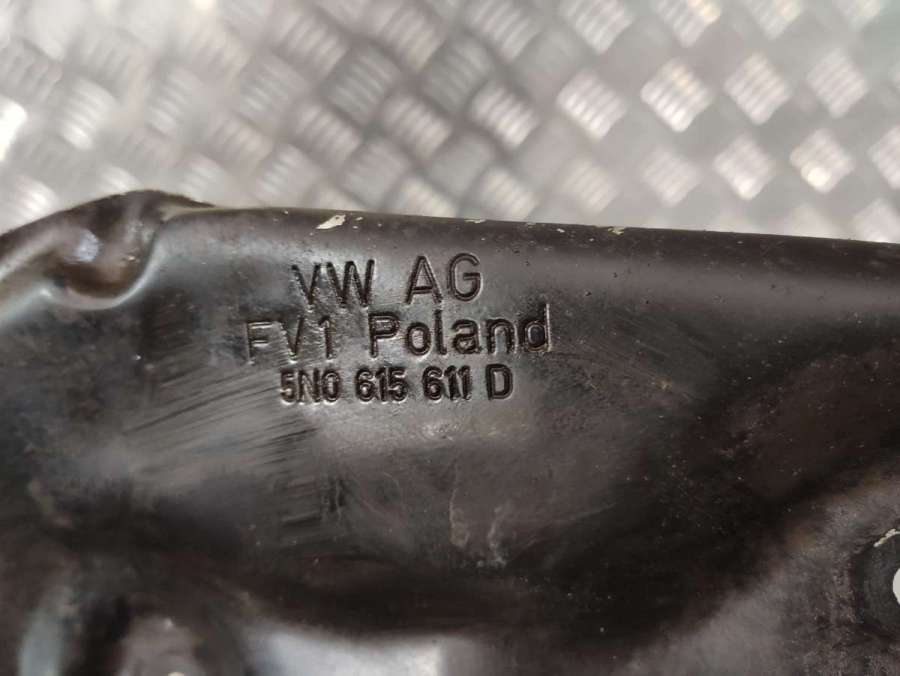 VW AG
FV1 Poland
5N0 615 611 D